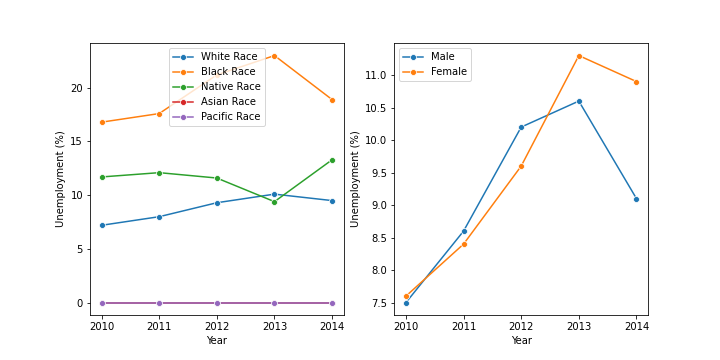 White Race
Black Race
Native Race
Asian Race
Pacific Race
Unemployment (%)
20
15
10
5
0
2010 2011 2012 2013 2014
Year
Male
Female
Unemployment (%)
11.0
10.5
10.0
9.5
9.0
8.5
8.0
7.5
2010 2011 2012 2013 2014
Year